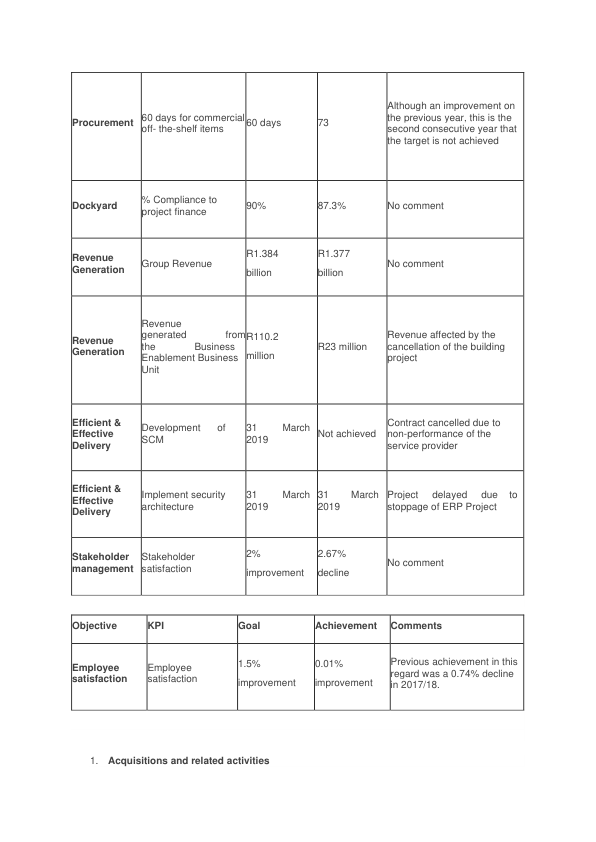 Procurement
60 days for commercial
off- the-shelf items
60 days
73
Although an improvement on
the previous year, this is the
second consecutive year that
the target is not achieved
Dockyard
% Compliance to
project finance
90%
87.3%
No comment
Revenue
Generation
Group Revenue
R1.384
billion
R1.377
billion
No comment
Revenue
Generation
Revenue
generated from
the Business
Enablement Business
Unit
R110.2
million
R23 million
Revenue affected by the
cancellation of the building
project
Efficient &
Effective
Delivery
Development of
SCM
31 March
2019
Not achieved
Contract cancelled due to
non-performance of the
service provider
Efficient &
Effective
Delivery
Implement security
architecture
31 March
2019
31 March
2019
Project delayed due to
stoppage of ERP Project
Stakeholder
management
Stakeholder
satisfaction
2%
improvement
2.67%
decline
No comment
Objective KPI Goal Achievement Comments
Employee
satisfaction
Employee
satisfaction
1.5%
improvement
0.01%
improvement
Previous achievement in this
regard was a 0.74% decline
in 2017/18.
1. Acquisitions and related activities